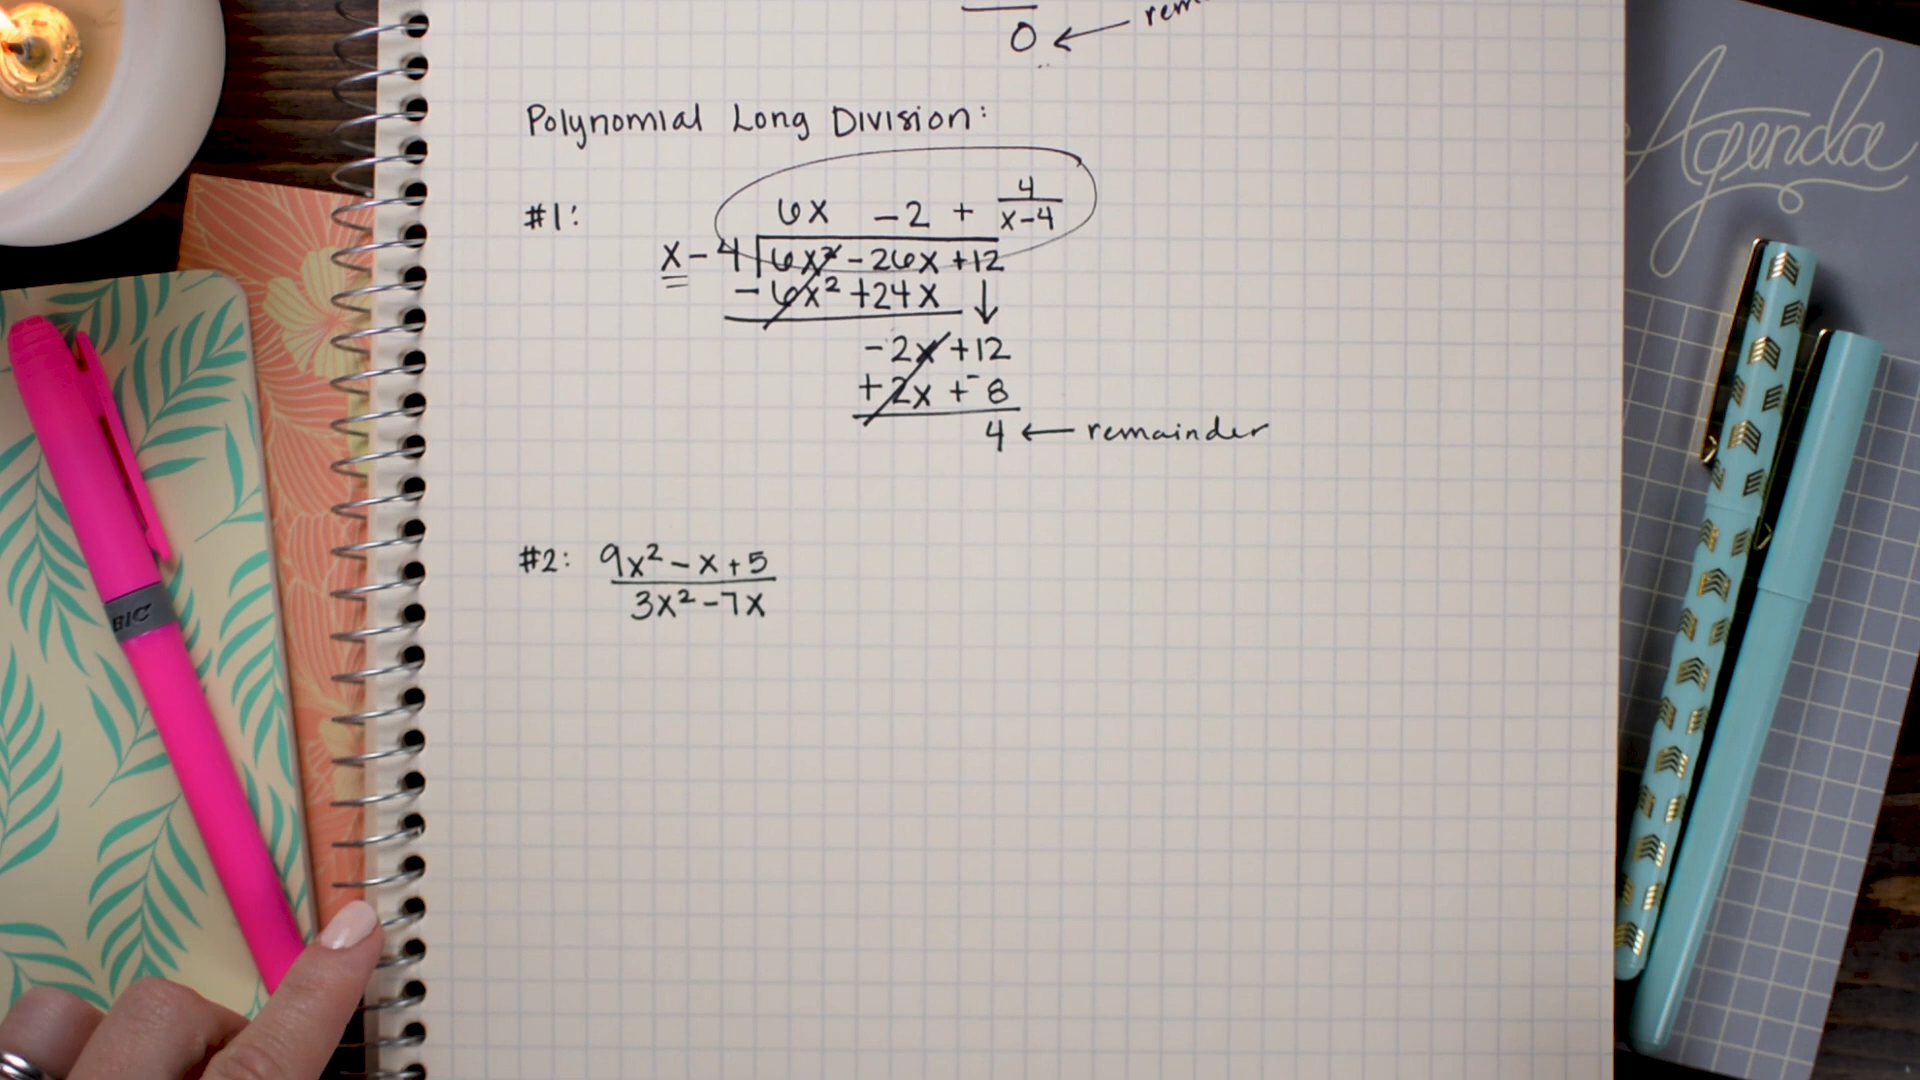 0 ←
Polynomial Long Division:
#1:
6x - 2 + 4/(x-4)
x - 4 | 6x² - 26x + 12
- 6x² + 24x ↓
- 2x + 12
+ 2x + - 8
4 ← remainder
#2: (9x² - x + 5)/(3x² - 7x)
Agenda
BIC